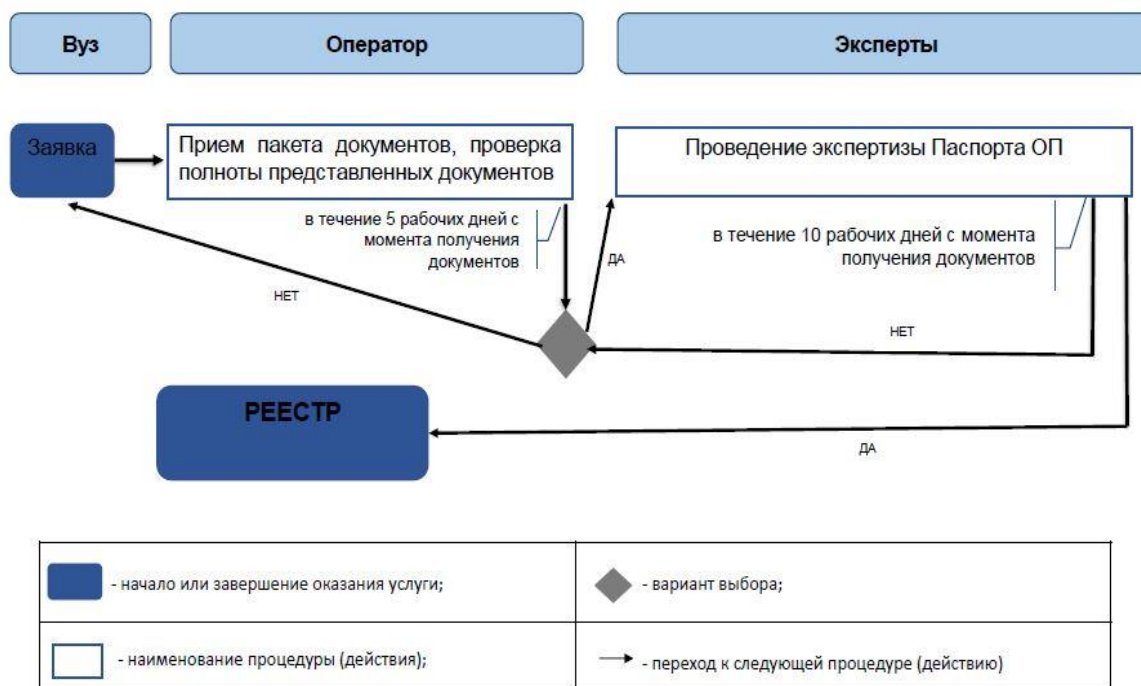 Вуз
Оператор
Эксперты
Заявка
Прием пакета документов, проверка
полноты представленных документов
Проведение экспертизы Паспорта ОП
в течение 5 рабочих дней с
момента получения
документов
в течение 10 рабочих дней с момента
получения документов
ДА
НЕТ
НЕТ
РЕЕСТР
ДА
- начало или завершение оказания услуги;
- вариант выбора;
- наименование процедуры (действия);
- переход к следующей процедуре (действию)